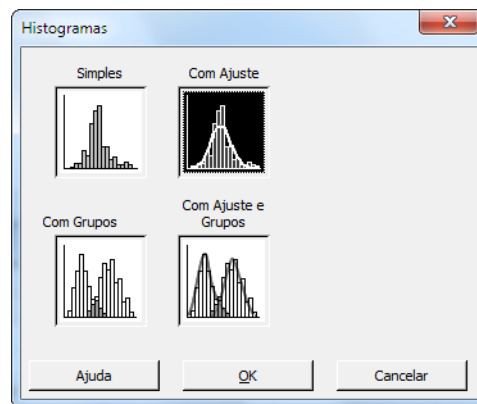 Histogramas
Simples
Com Ajuste
Com Grupos
Com Ajuste e
Grupos
Ajuda
OK
Cancelar